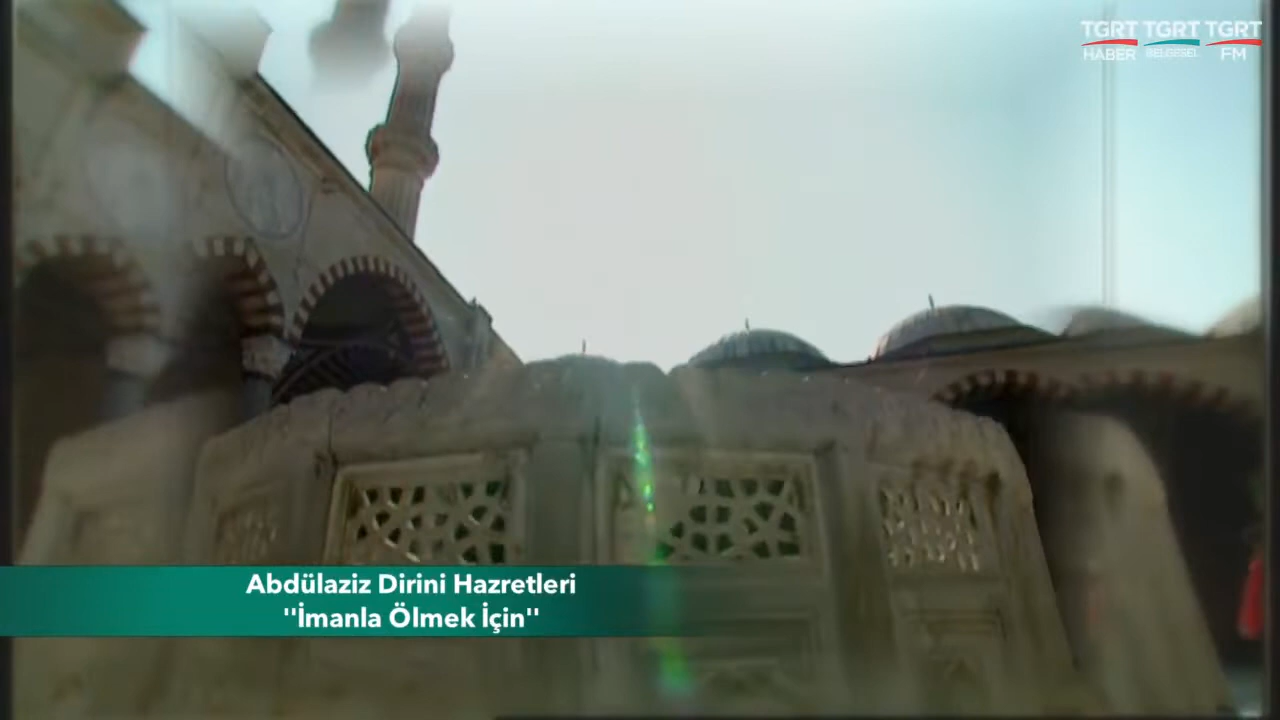 TGRT TGRT TGRT
HABER BELGESEL FM
Abdülaziz Dirini Hazretleri
"İmanla Ölmek İçin"